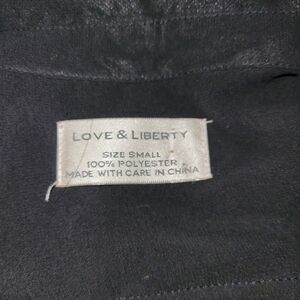 LOVE & LIBERTY
SIZE SMALL
100% POLYESTER
MADE WITH CARE IN CHINA